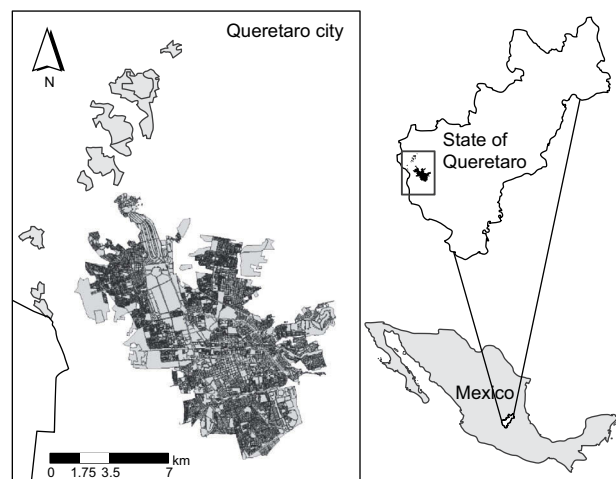 Queretaro city
N
State of
Queretaro
Mexico
km
0 1.75 3.5 7